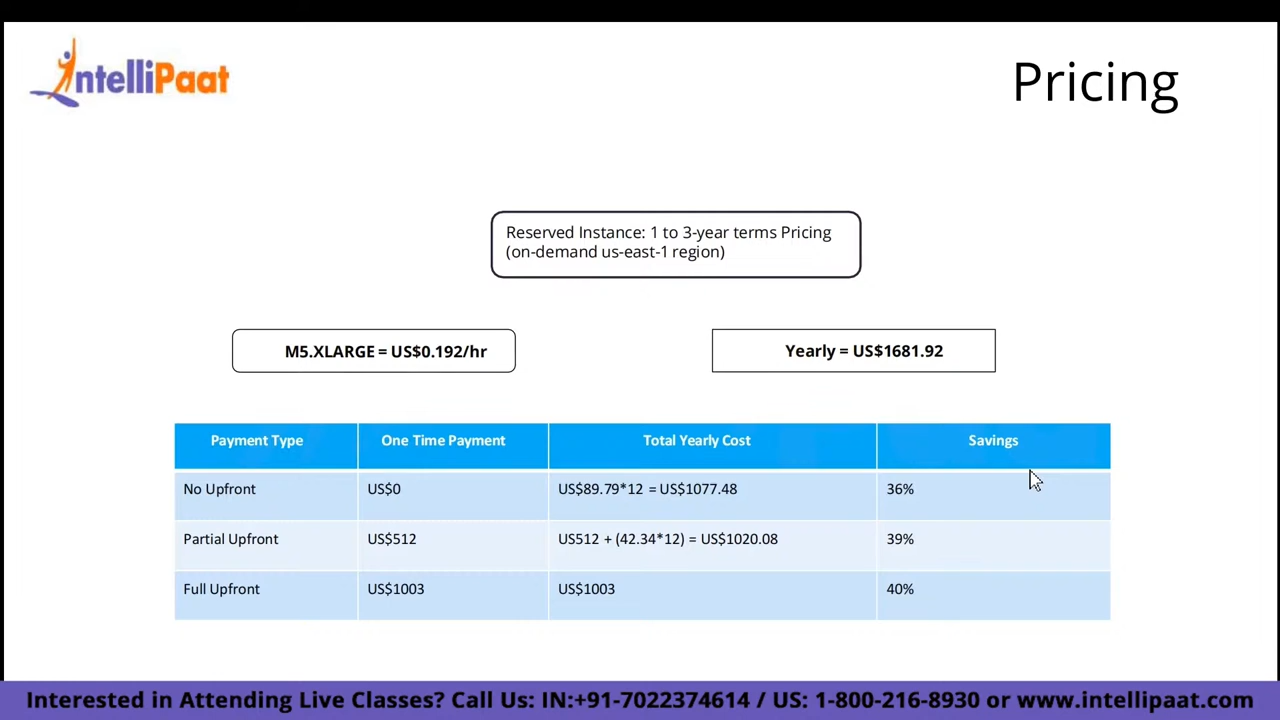 IntelliPaat
Pricing
Reserved Instance: 1 to 3-year terms Pricing
(on-demand us-east-1 region)
M5.XLARGE = US$0.192/hr
Yearly = US$1681.92
Payment Type One Time Payment Total Yearly Cost Savings
No Upfront US$0 US$89.79*12 = US$1077.48 36%
Partial Upfront US$512 US512 + (42.34*12) = US$1020.08 39%
Full Upfront US$1003 US$1003 40%
Interested in Attending Live Classes? Call Us: IN:+91-7022374614 / US: 1-800-216-8930 or www.intellipaat.com